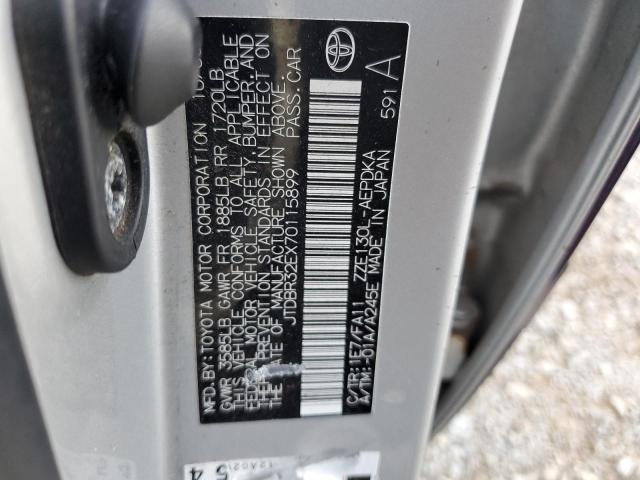 MFD.BY:TOYOTA MOTOR CORPORATION
GVWR 3585LB GAWR FR 1885LB RR 1720LB
THIS VEHICLE CONFORMS TO ALL APPLICABLE
FEDERAL MOTOR VEHICLE SAFETY, BUMPER, AND
THEFT PREVENTION STANDARDS IN EFFECT ON
THE DATE OF MANUFACTURE SHOWN ABOVE.
JTDBR32EX70115899 PASS.CAR
C/TR:1E7/FA11 ZZE130L-AEPDKA
A/TM:-01A/A245E MADE IN JAPAN
591 A
54